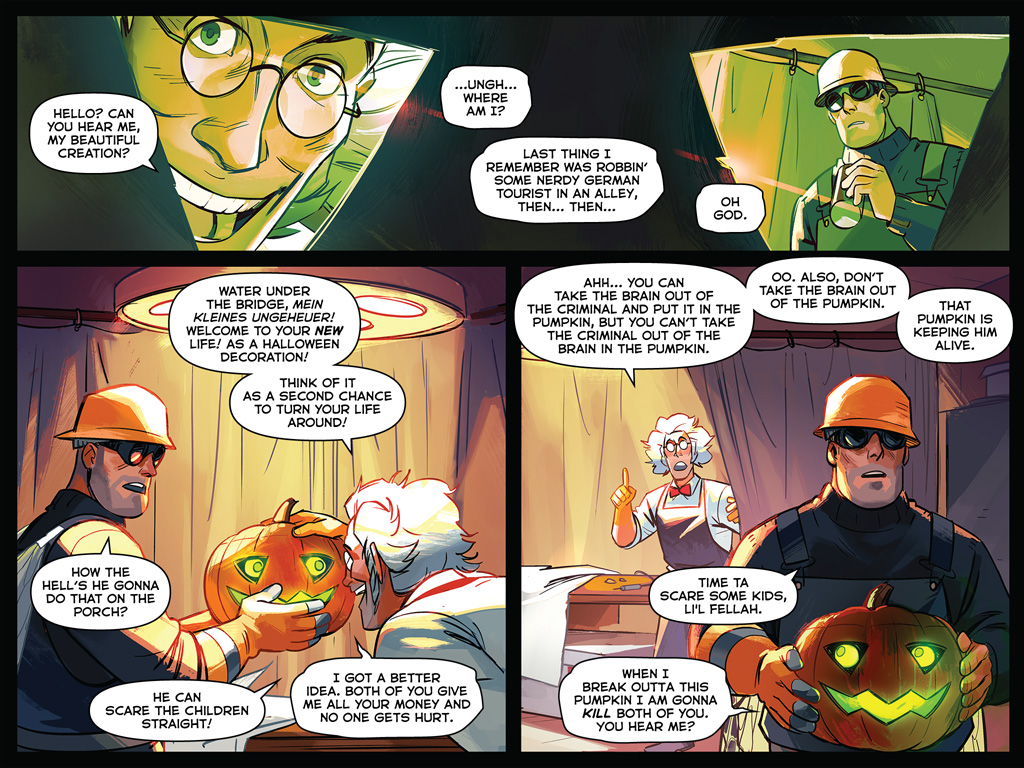 HELLO? CAN
YOU HEAR ME,
MY BEAUTIFUL
CREATION?
...UNGH...
WHERE
AM I?
LAST THING I
REMEMBER WAS ROBBIN'
SOME NERDY GERMAN
TOURIST IN AN ALLEY,
THEN... THEN...
OH
GOD.
WATER UNDER
THE BRIDGE, MEIN
KLEINES UNGEHEUER!
WELCOME TO YOUR NEW
LIFE! AS A HALLOWEEN
DECORATION!
THINK OF IT
AS A SECOND CHANCE
TO TURN YOUR LIFE
AROUND!
HOW THE
HELL'S HE GONNA
DO THAT ON THE
PORCH?
HE CAN
SCARE THE CHILDREN
STRAIGHT!
I GOT A BETTER
IDEA. BOTH OF YOU GIVE
ME ALL YOUR MONEY AND
NO ONE GETS HURT.
AHH... YOU CAN
TAKE THE BRAIN OUT OF
THE CRIMINAL AND PUT IT IN THE
PUMPKIN, BUT YOU CAN'T TAKE
THE CRIMINAL OUT OF THE
BRAIN IN THE PUMPKIN.
OO. ALSO, DON'T
TAKE THE BRAIN OUT
OF THE PUMPKIN.
THAT
PUMPKIN IS
KEEPING HIM
ALIVE.
TIME TA
SCARE SOME KIDS,
LI'L FELLAH.
WHEN I
BREAK OUTTA THIS
PUMPKIN I AM GONNA
KILL BOTH OF YOU.
YOU HEAR ME?